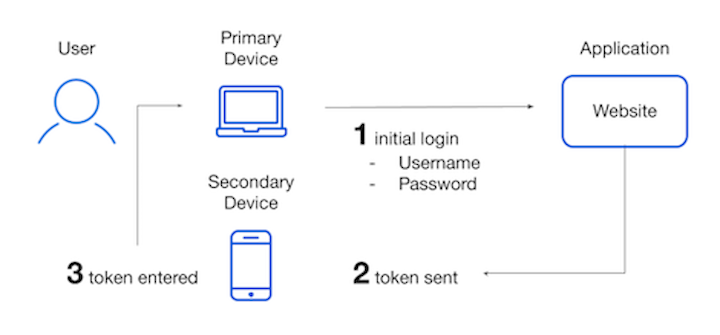 User
Primary
Device
Application
Website
1 initial login
- Username
- Password
Secondary
Device
3 token entered
2 token sent